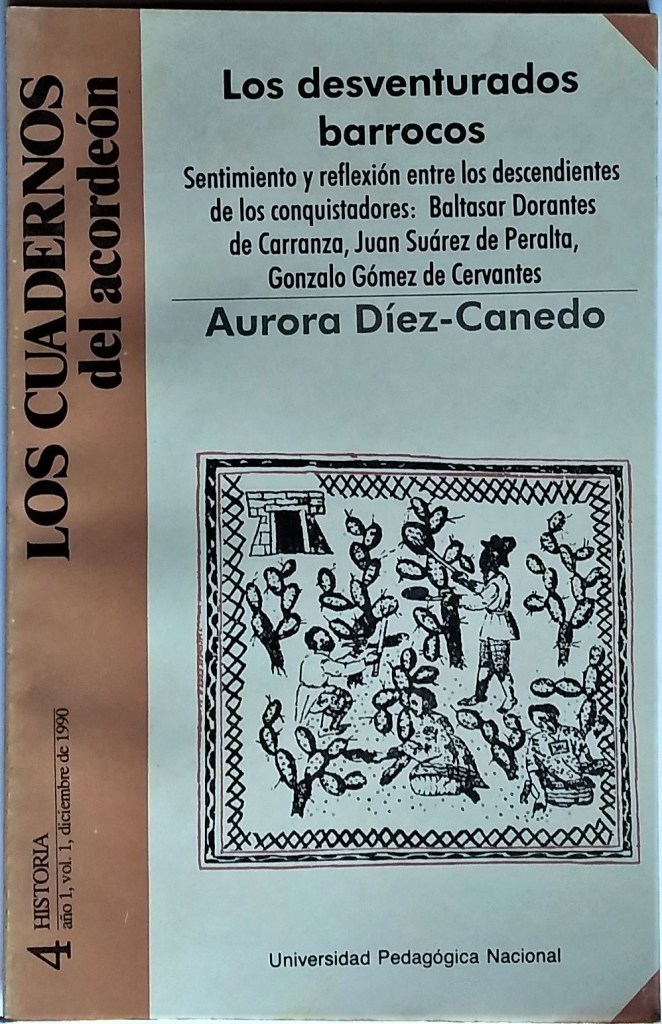 LOS CUADERNOS
del acordeón
4 HISTORIA
año 1, vol. 1, diciembre de 1990
Los desventurados
barrocos
Sentimiento y reflexión entre los descendientes
de los conquistadores: Baltasar Dorantes
de Carranza, Juan Suárez de Peralta,
Gonzalo Gómez de Cervantes
Aurora Díez-Canedo
Universidad Pedagógica Nacional